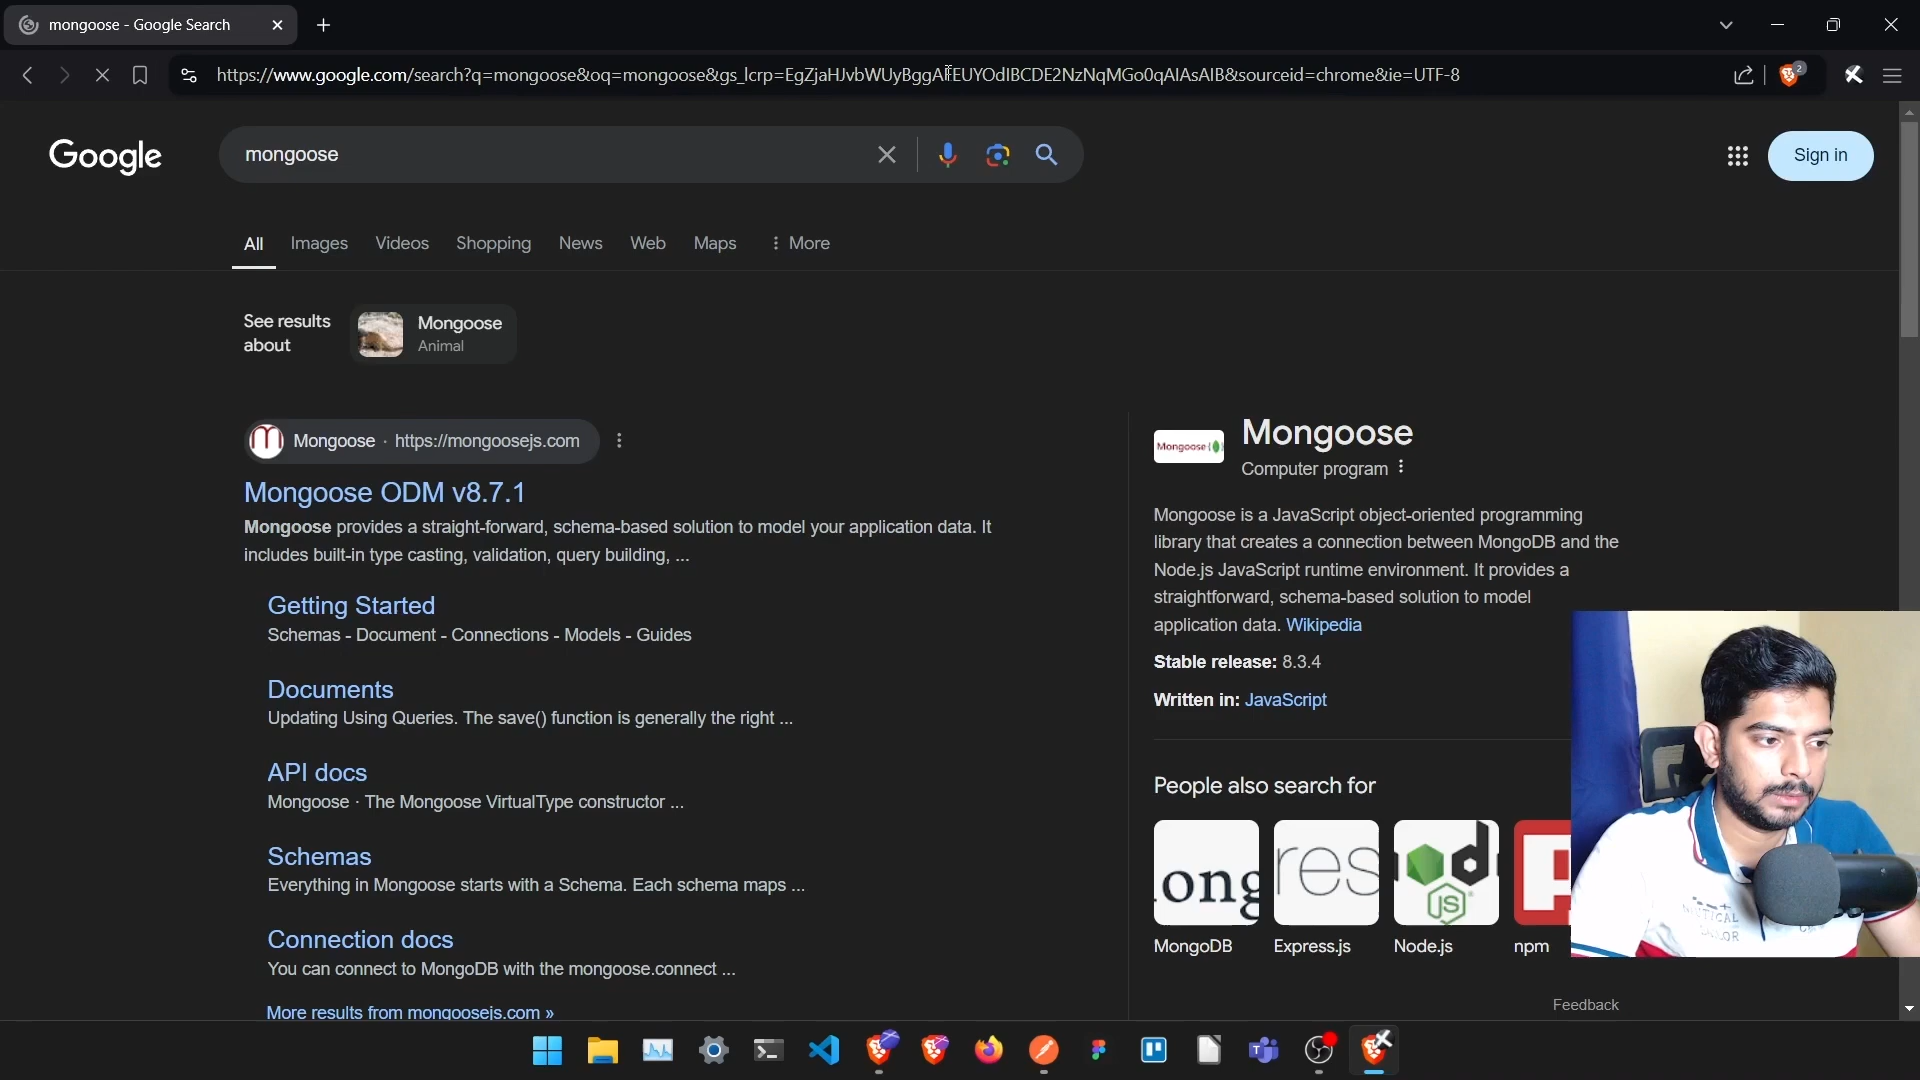 mongoose - Google Search
https://www.google.com/search?q=mongoose&oq=mongoose&gs_lcrp=EgZjaHJvbWUyBggAEEUYOdIBCDE2NzNqMGo0qAIAsAIB&sourceid=chrome&ie=UTF-8
2
Google
mongoose
Sign in
All Images Videos Shopping News Web Maps More
See results about
Mongoose
Animal
Mongoose · https://mongoosejs.com
Mongoose ODM v8.7.1
Mongoose provides a straight-forward, schema-based solution to model your application data. It
includes built-in type casting, validation, query building, ...
Getting Started
Schemas - Document - Connections - Models - Guides
Documents
Updating Using Queries. The save() function is generally the right ...
API docs
Mongoose · The Mongoose VirtualType constructor ...
Schemas
Everything in Mongoose starts with a Schema. Each schema maps ...
Connection docs
You can connect to MongoDB with the mongoose.connect ...
More results from mongoosejs.com »
Mongoose
Mongoose
Computer program
Mongoose is a JavaScript object-oriented programming
library that creates a connection between MongoDB and the
Node.js JavaScript runtime environment. It provides a
straightforward, schema-based solution to model
application data. Wikipedia
Stable release: 8.3.4
Written in: JavaScript
People also search for
MongoDB Express.js Node.js npm
Feedback